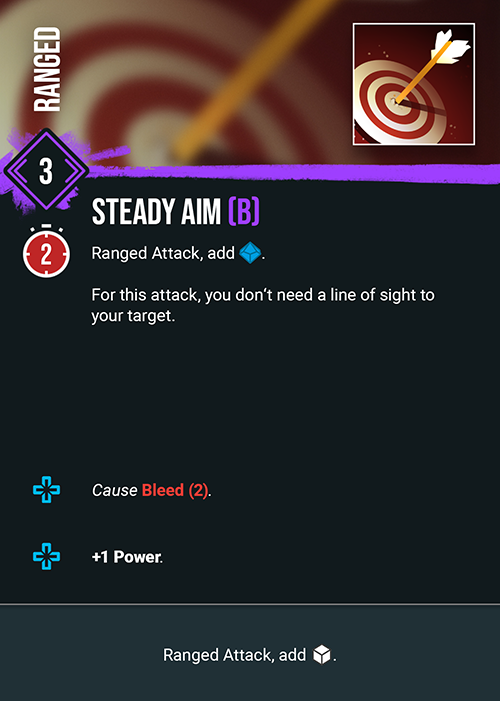 RANGED
3
STEADY AIM (B)
2
Ranged Attack, add .
For this attack, you don‘t need a line of sight to
your target.
Cause Bleed (2).
+1 Power.
Ranged Attack, add .